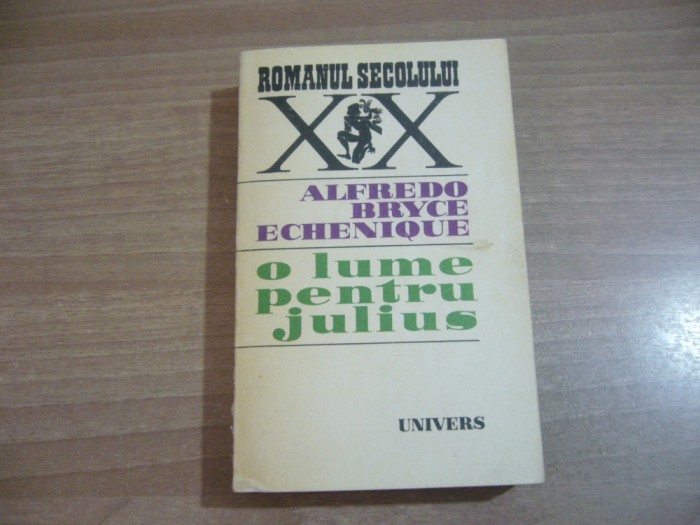 ROMANUL SECOLULUI
XX
ALFREDO
BRYCE
ECHENIQUE
o lume
pentru
julius
UNIVERS